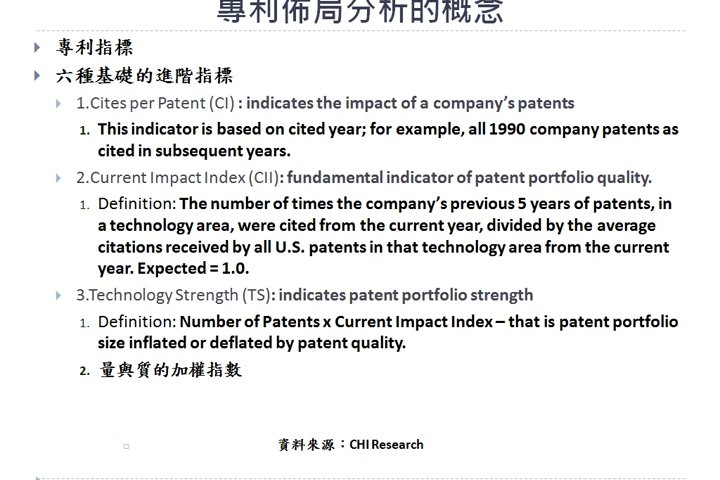 專利佈局分析的概念
專利指標
六種基礎的進階指標
1.Cites per Patent (CI) : indicates the impact of a company’s patents
1. This indicator is based on cited year; for example, all 1990 company patents as
cited in subsequent years.
2.Current Impact Index (CII): fundamental indicator of patent portfolio quality.
1. Definition: The number of times the company’s previous 5 years of patents, in
a technology area, were cited from the current year, divided by the average
citations received by all U.S. patents in that technology area from the current
year. Expected = 1.0.
3.Technology Strength (TS): indicates patent portfolio strength
1. Definition: Number of Patents x Current Impact Index – that is patent portfolio
size inflated or deflated by patent quality.
2. 量與質的加權指數
資料來源：CHI Research